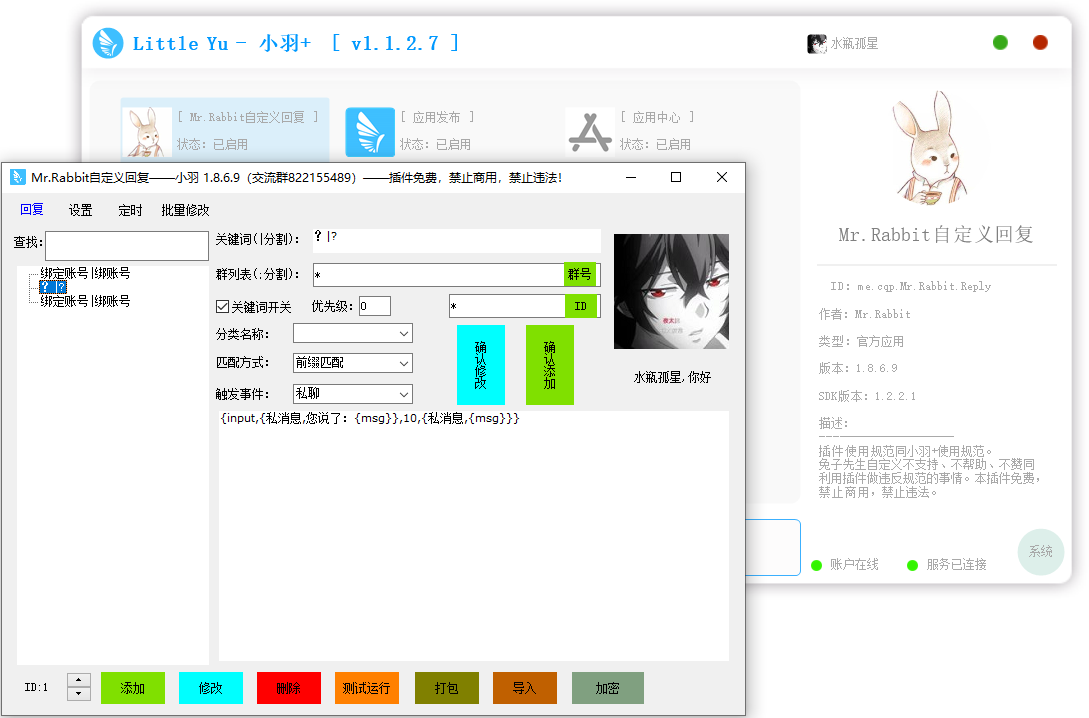 Little Yu - 小羽+ [ v1.1.2.7 ]
水瓶孤星
[ Mr.Rabbit自定义回复 ]
状态: 已启用
[ 应用发布 ]
状态: 已启用
[ 应用中心 ]
状态: 已启用
Mr.Rabbit自定义回复——小羽 1.8.6.9（交流群822155489）——插件免费，禁止商用，禁止违法!
回复 设置 定时 批量修改
查找:
绑定账号|绑账号
？|?
绑定账号|绑账号
关键词(|分割): ？|?
群列表(;分割): * 群号
关键词开关 优先级: 0 * ID
分类名称:
匹配方式: 前缀匹配
触发事件: 私聊
确认修改
确认添加
水瓶孤星,你好
{input,{私消息,您说了: {msg}},10,{私消息,{msg}}}
ID:1 添加 修改 删除 测试运行 打包 导入 加密
Mr.Rabbit自定义回复
ID: me.cqp.Mr.Rabbit.Reply
作者: Mr.Rabbit
类型: 官方应用
版本: 1.8.6.9
SDK版本: 1.2.2.1
描述:
插件使用规范同小羽+使用规范。
兔子先生自定义不支持、不帮助、不赞同
利用插件做违反规范的事情。本插件免费，
禁止商用，禁止违法。
账户在线 服务已连接
系统